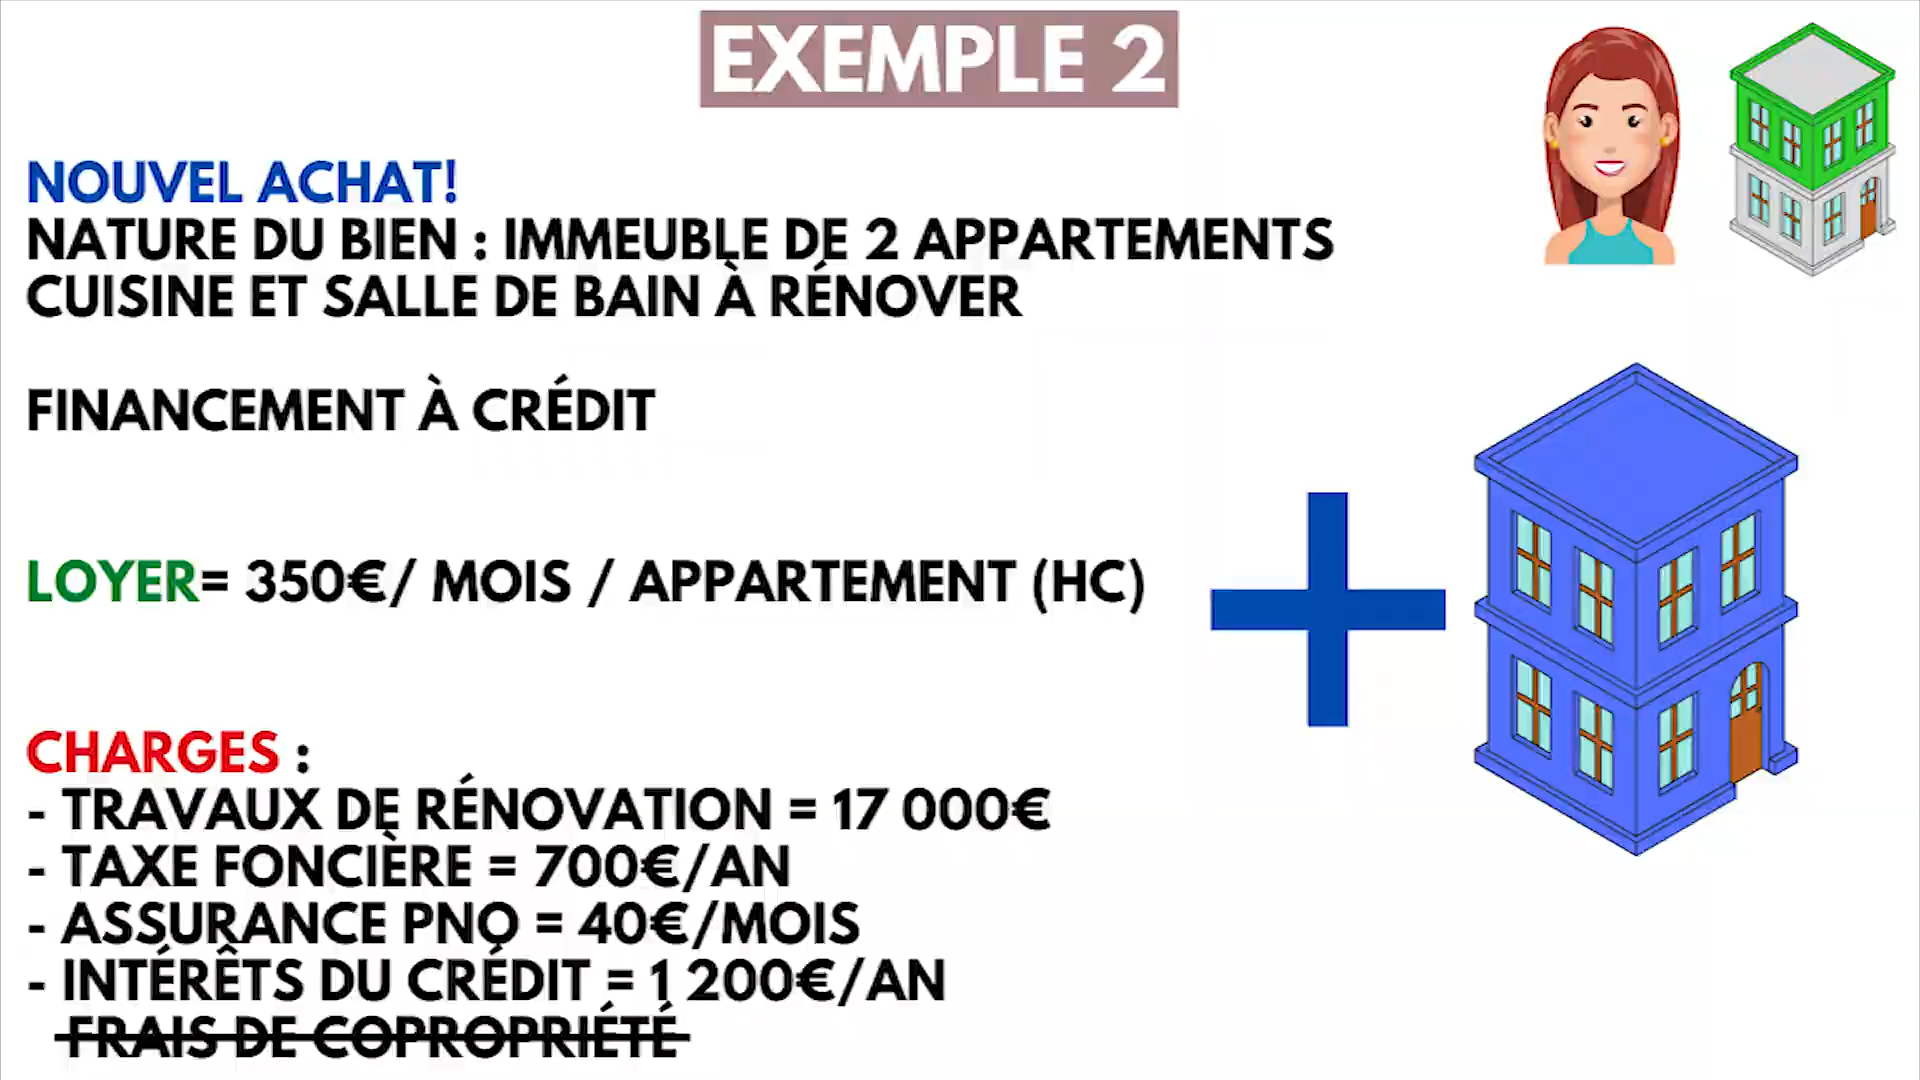 EXEMPLE 2
NOUVEL ACHAT!
NATURE DU BIEN : IMMEUBLE DE 2 APPARTEMENTS
CUISINE ET SALLE DE BAIN À RÉNOVER
FINANCEMENT À CRÉDIT
LOYER= 350€/ MOIS / APPARTEMENT (HC)
CHARGES :
- TRAVAUX DE RÉNOVATION = 17 000€
- TAXE FONCIÈRE = 700€/AN
- ASSURANCE PNO = 40€/MOIS
- INTÉRÊTS DU CRÉDIT = 1 200€/AN
FRAIS DE COPROPRIÉTÉ